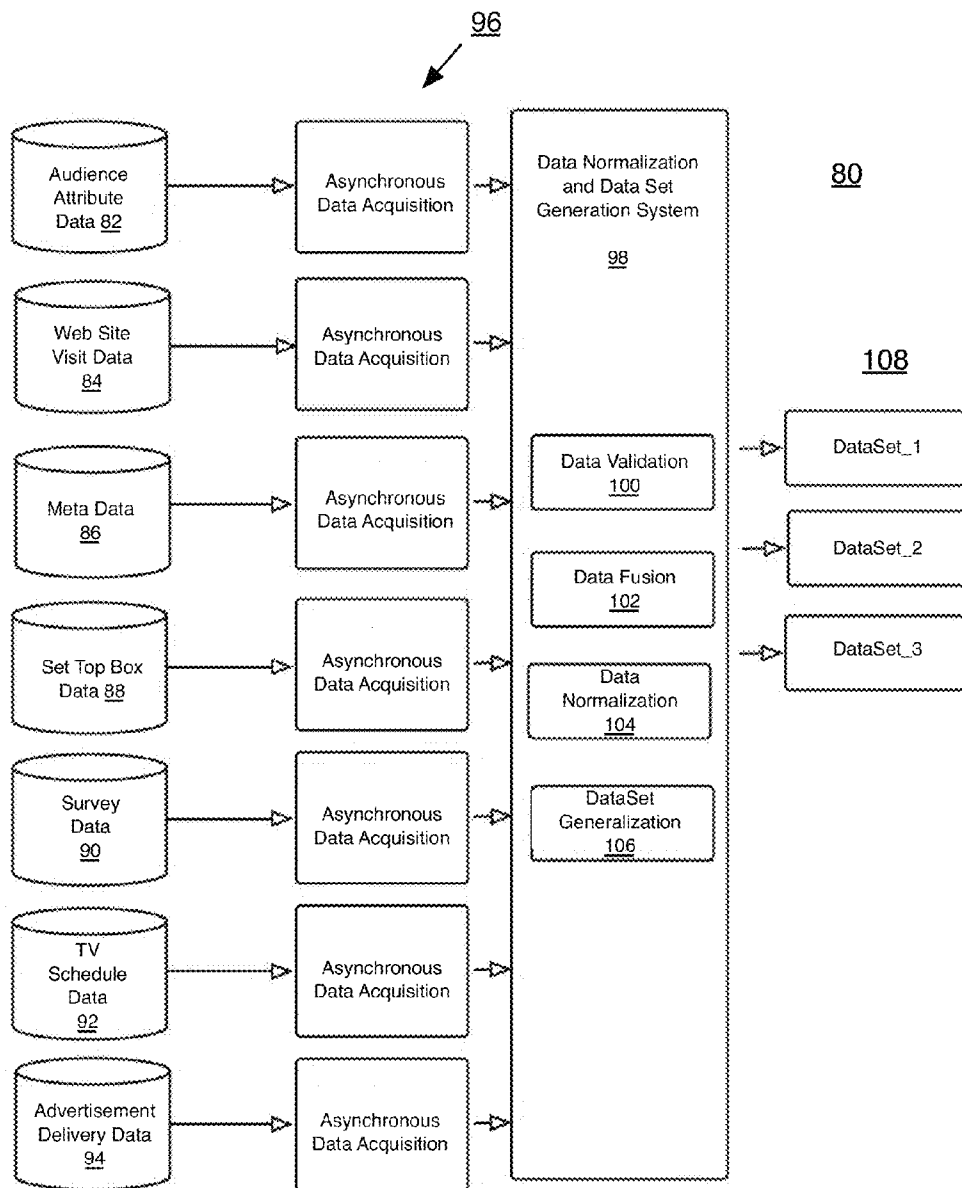 96
Audience
Attribute
Data 82
Asynchronous
Data Acquisition
Data Normalization
and Data Set
Generation System
98
80
Web Site
Visit Data
84
Asynchronous
Data Acquisition
108
Meta Data
86
Asynchronous
Data Acquisition
Data Validation
100
DataSet_1
Data Fusion
102
DataSet_2
Set Top Box
Data 88
Asynchronous
Data Acquisition
Data
Normalization
104
DataSet_3
Survey
Data
90
Asynchronous
Data Acquisition
DataSet
Generalization
106
TV
Schedule
Data
92
Asynchronous
Data Acquisition
Advertisement
Delivery Data
94
Asynchronous
Data Acquisition